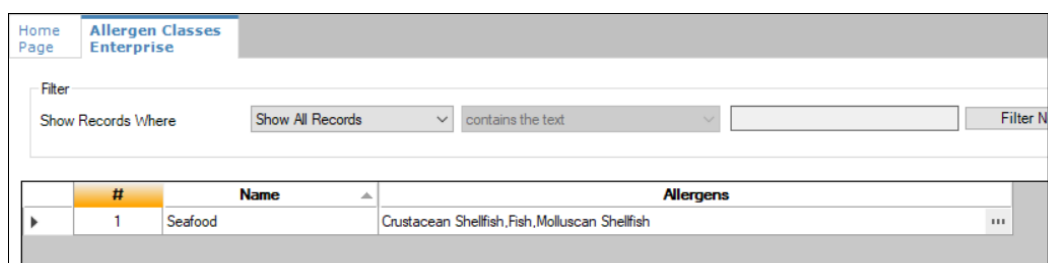 Home Page
Allergen Classes Enterprise
Filter
Show Records Where Show All Records contains the text Filter N
# Name Allergens
1 Seafood Crustacean Shellfish,Fish,Molluscan Shellfish ...